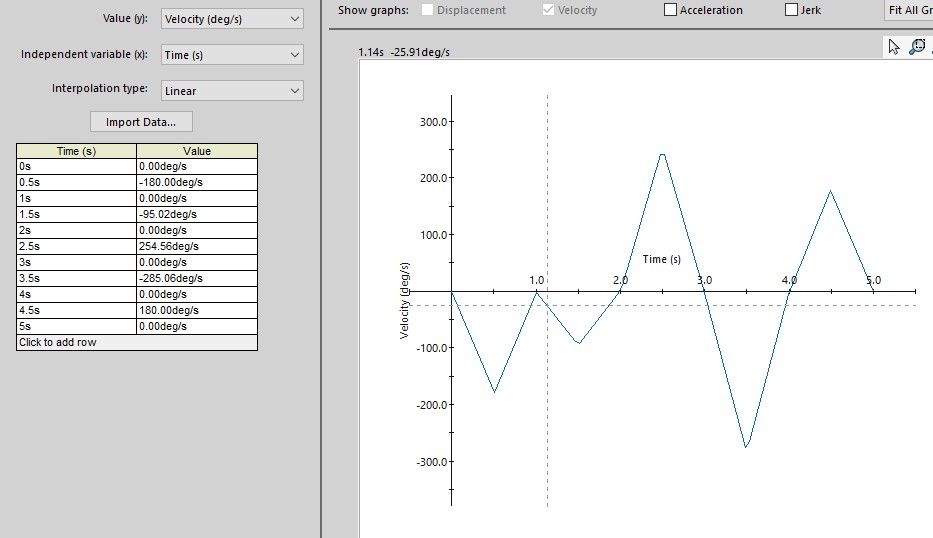 Value (y): Velocity (deg/s)
Independent variable (x): Time (s)
Interpolation type: Linear
Import Data...
Time (s) Value
0s 0.00deg/s
0.5s -180.00deg/s
1s 0.00deg/s
1.5s -95.02deg/s
2s 0.00deg/s
2.5s 254.56deg/s
3s 0.00deg/s
3.5s -285.06deg/s
4s 0.00deg/s
4.5s 180.00deg/s
5s 0.00deg/s
Click to add row
Show graphs: Displacement Velocity Acceleration Jerk Fit All Gr
1.14s -25.91deg/s
300.0
200.0
100.0
Time (s)
1.0 2.0 3.0 4.0 5.0
Velocity (deg/s)
-100.0
-200.0
-300.0